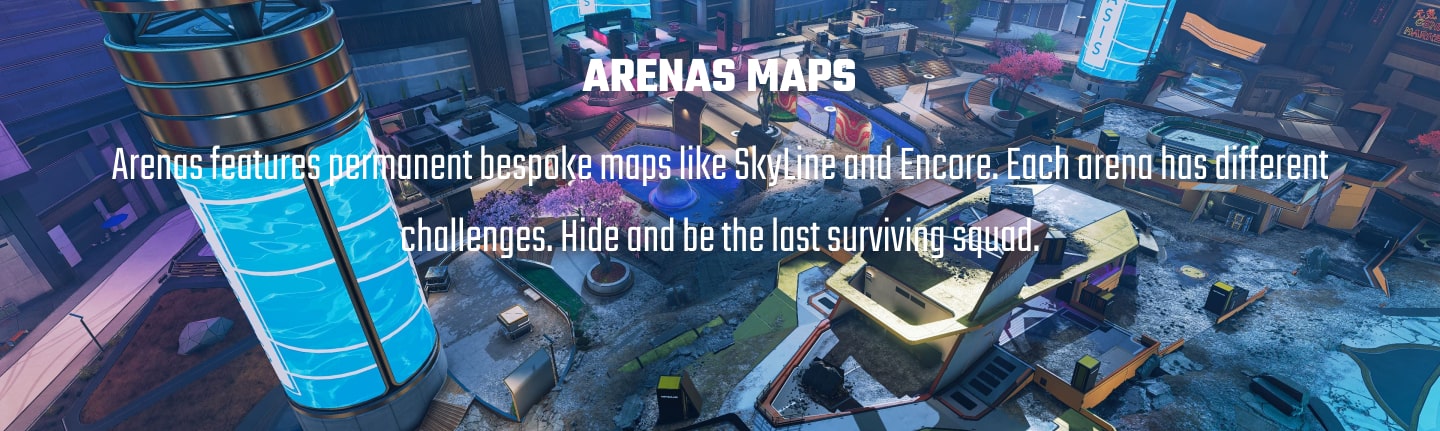 ARENAS MAPS
Arenas features permanent bespoke maps like SkyLine and Encore. Each arena has different
challenges. Hide and be the last surviving squad.
ASIS